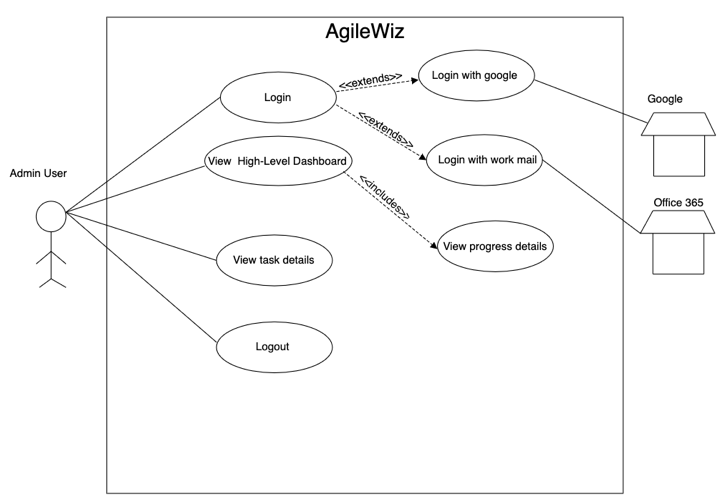 AgileWiz
Login
<<extends>>
Login with google
Google
<<extends>>
Login with work mail
Office 365
Admin User
View High-Level Dashboard
<<includes>>
View progress details
View task details
Logout